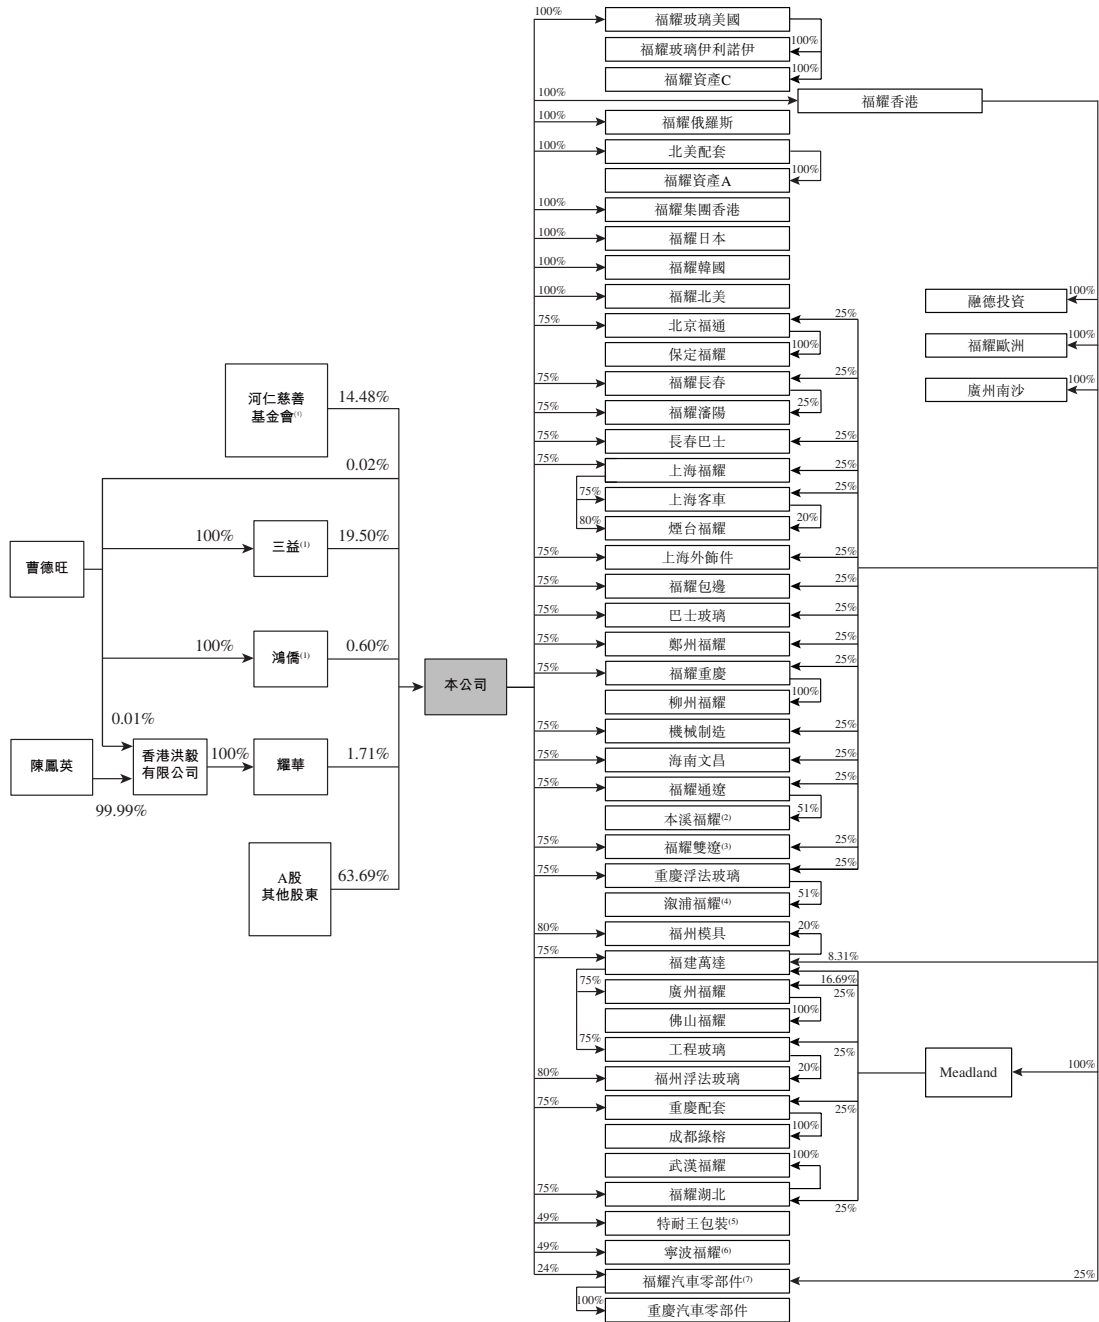 河仁慈善
基金會(1)
14.48%
0.02%
曹德旺
100%
三益(1)
19.50%
100%
鴻僑(1)
0.60%
0.01%
陳鳳英
99.99%
香港洪毅
有限公司
100%
耀華
1.71%
A股
其他股東
63.69%
本公司
100%
福耀玻璃美國
福耀玻璃伊利諾伊
100%
福耀資產C
100%
100%
福耀香港
100%
福耀俄羅斯
100%
北美配套
福耀資產A
100%
100%
福耀集團香港
100%
福耀日本
100%
福耀韓國
100%
福耀北美
融德投資
100%
75%
北京福通
25%
保定福耀
100%
福耀歐洲
100%
75%
福耀長春
25%
廣州南沙
100%
75%
福耀瀋陽
25%
75%
長春巴士
25%
75%
上海福耀
25%
75%
上海客車
25%
80%
煙台福耀
20%
75%
上海外飾件
25%
75%
福耀包邊
25%
75%
巴士玻璃
25%
75%
鄭州福耀
25%
75%
福耀重慶
25%
柳州福耀
100%
75%
機械制造
25%
75%
海南文昌
25%
75%
福耀通遼
25%
本溪福耀(2)
51%
75%
福耀雙遼(3)
25%
75%
重慶浮法玻璃
25%
溆浦福耀(4)
51%
80%
福州模具
20%
75%
福建萬達
8.31%
16.69%
75%
廣州福耀
25%
佛山福耀
100%
75%
工程玻璃
25%
80%
福州浮法玻璃
20%
Meadland
100%
75%
重慶配套
25%
成都綠榕
100%
武漢福耀
100%
75%
福耀湖北
25%
49%
特耐王包裝(5)
49%
寧波福耀(6)
24%
福耀汽車零部件(7)
25%
100%
重慶汽車零部件